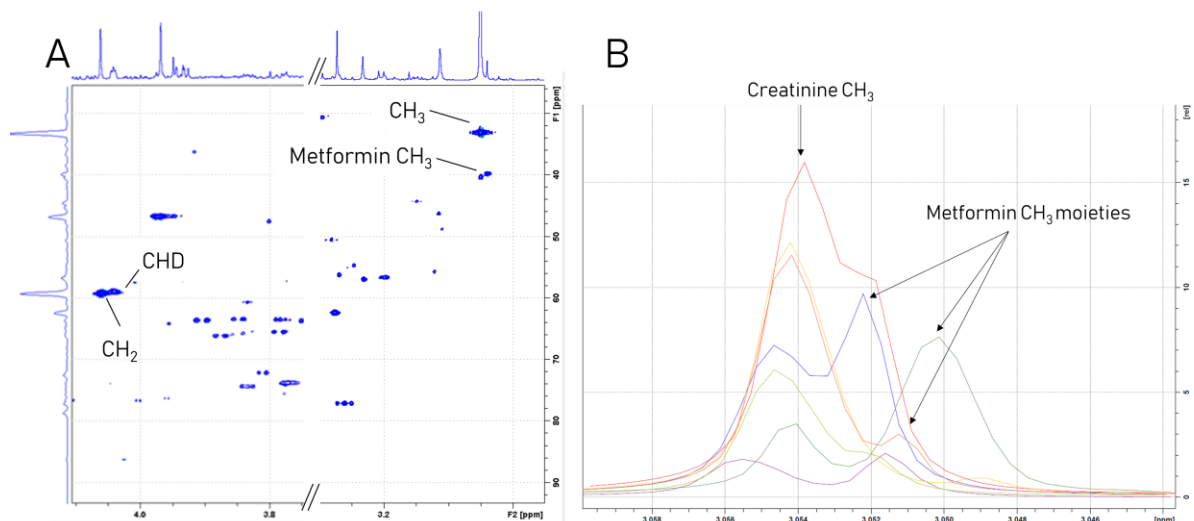 A
B
CH₃
Metformin CH₃
CHD
CH₂
F1 [ppm]
40
50
60
70
80
90
4.0
3.8
//
3.2
F2 [ppm]
//
Creatinine CH₃
Metformin CH₃ moieties
[rel]
15
10
5
0
3.058
3.056
3.054
3.052
3.050
3.048
3.046
[ppm]